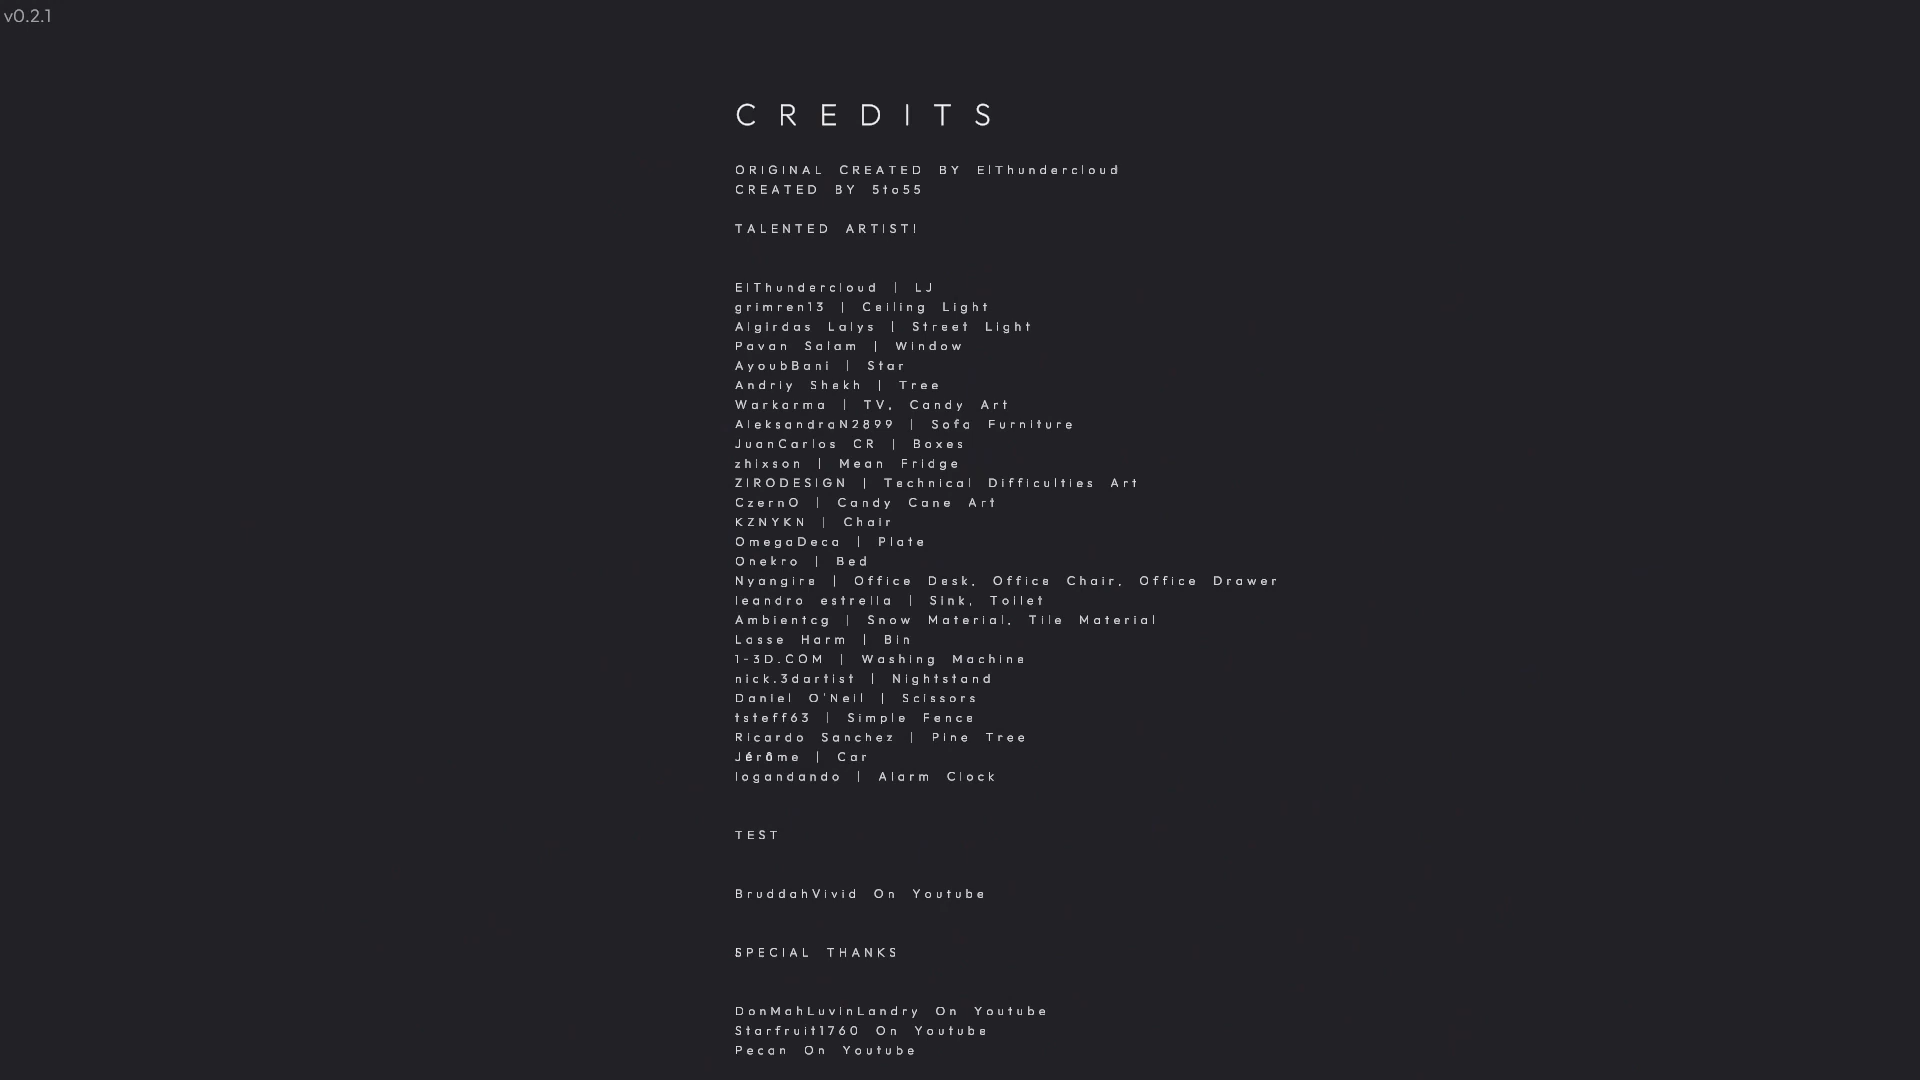 v0.2.1
CREDITS
ORIGINAL CREATED BY ElThundercloud
CREATED BY 5to55
TALENTED ARTIST!
ElThundercloud | LJ
grimren13 | Ceiling Light
Algirdas Lalys | Street Light
Pavan Salam | Window
AyoubBani | Star
Andriy Shekh | Tree
Warkarma | TV, Candy Art
AleksandraN2899 | Sofa Furniture
JuanCarlos CR | Boxes
zhixson | Mean Fridge
ZIRODESIGN | Technical Difficulties Art
CzernO | Candy Cane Art
KZNYKN | Chair
OmegaDeca | Plate
Onekro | Bed
Nyangire | Office Desk, Office Chair, Office Drawer
leandro estrella | Sink, Toilet
Ambientcg | Snow Material, Tile Material
Lasse Harm | Bin
1-3D.COM | Washing Machine
nick.3dartist | Nightstand
Daniel O'Neil | Scissors
tsteff63 | Simple Fence
Ricardo Sanchez | Pine Tree
Jérôme | Car
logandando | Alarm Clock
TEST
BruddahVivid On Youtube
SPECIAL THANKS
DonMahLuvinLandry On Youtube
Starfruit1760 On Youtube
Pecan On Youtube